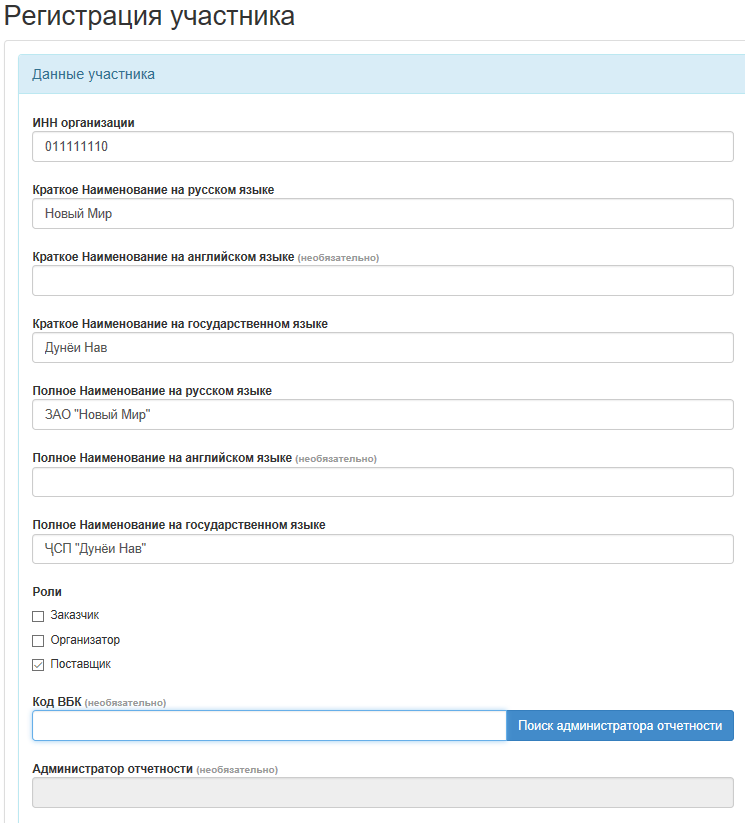 Регистрация участника
Данные участника
ИНН организации
011111110
Краткое Наименование на русском языке
Новый Мир
Краткое Наименование на английском языке (необязательно)
Краткое Наименование на государственном языке
Дунёи Нав
Полное Наименование на русском языке
ЗАО "Новый Мир"
Полное Наименование на английском языке (необязательно)
Полное Наименование на государственном языке
ҶСП "Дунёи Нав"
Роли
Заказчик
Организатор
Поставщик
Код ВБК (необязательно)
Поиск администратора отчетности
Администратор отчетности (необязательно)